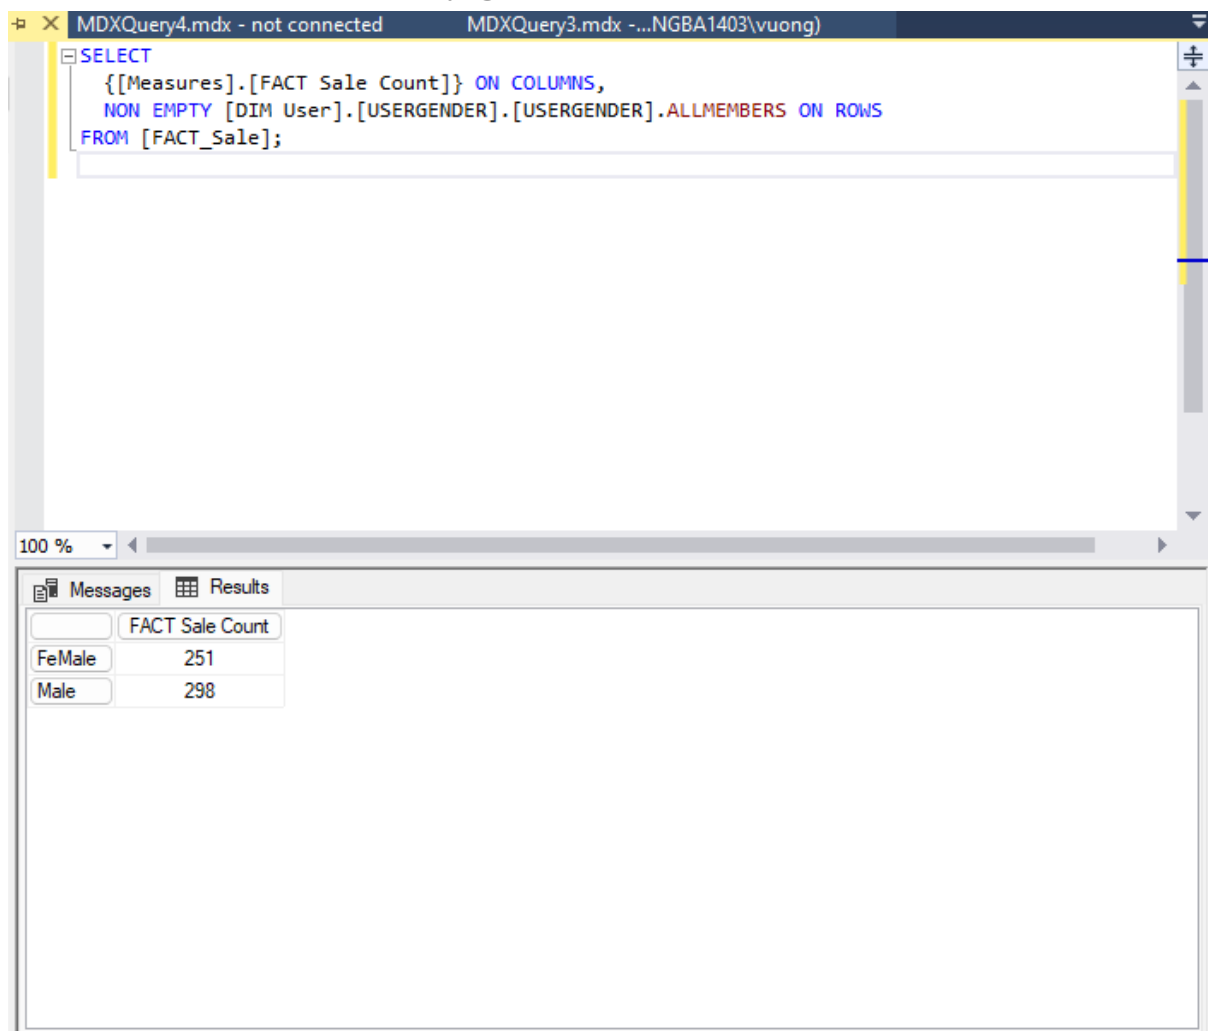 MDXQuery4.mdx - not connected MDXQuery3.mdx -...NGBA1403\vuong)
SELECT
{[Measures].[FACT Sale Count]} ON COLUMNS,
NON EMPTY [DIM User].[USERGENDER].[USERGENDER].ALLMEMBERS ON ROWS
FROM [FACT_Sale];
100 %
Messages Results
FACT Sale Count
FeMale 251
Male 298